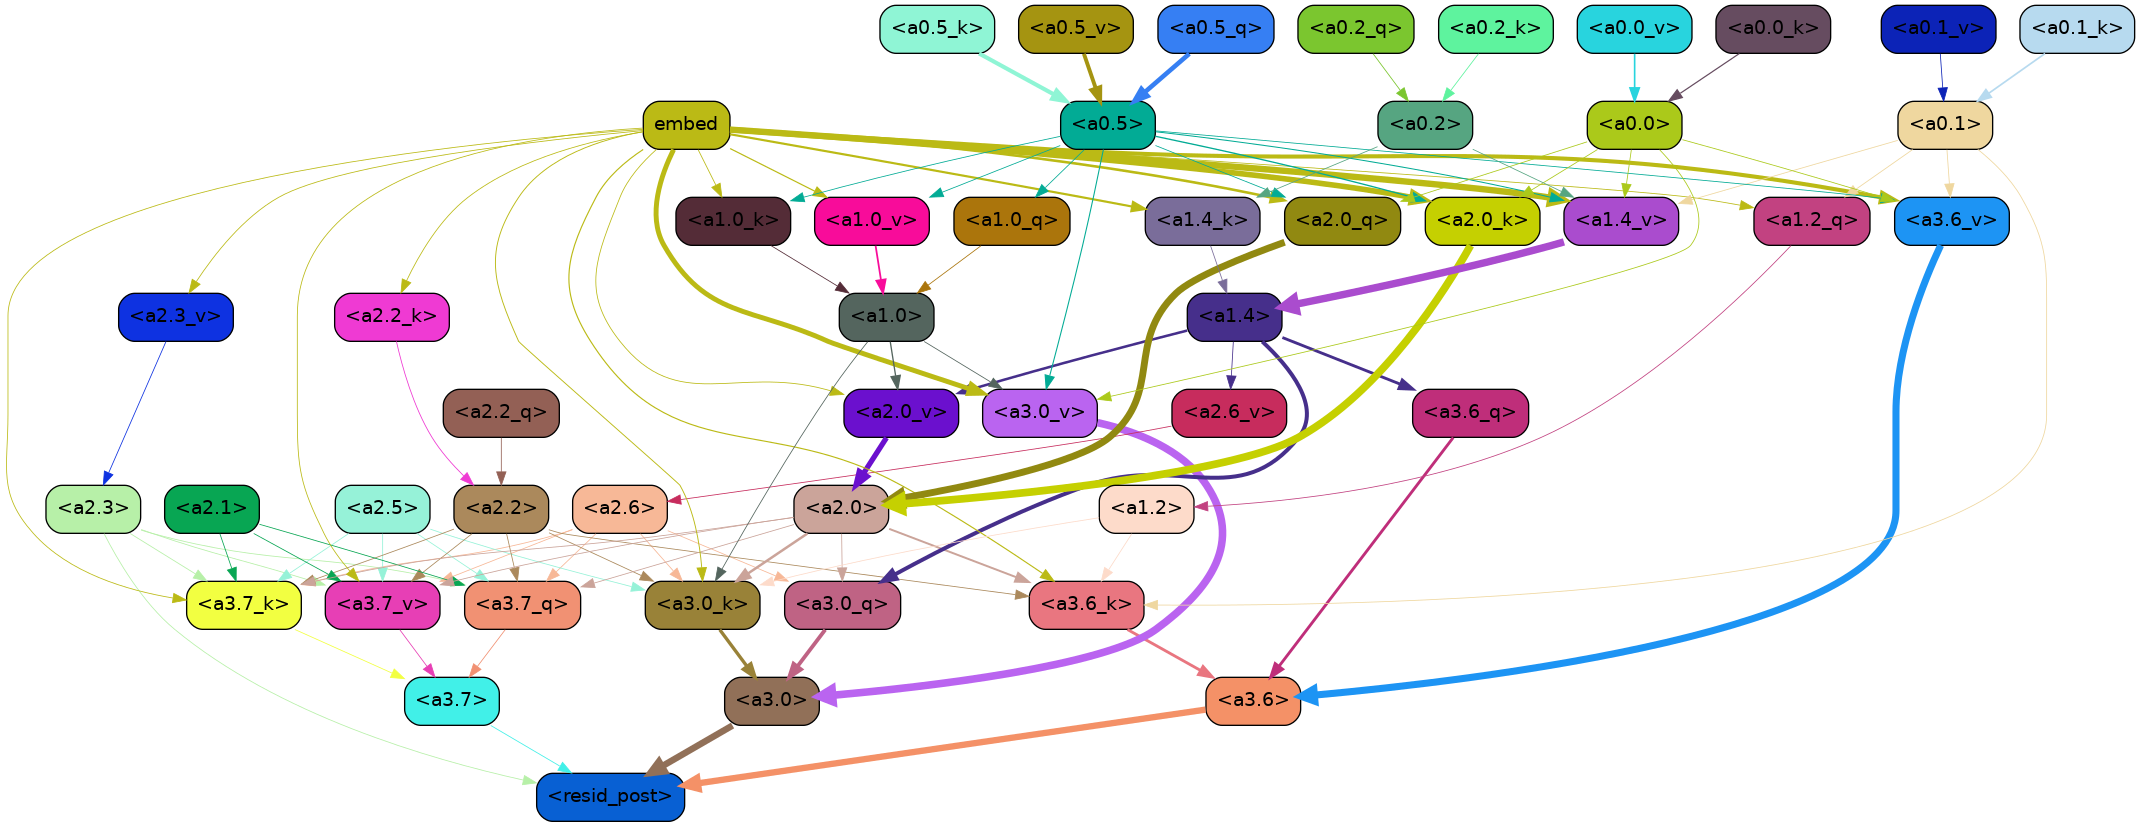 <a0.5_k> <a0.5_v> <a0.5_q> <a0.2_q> <a0.2_k> <a0.0_v> <a0.0_k> <a0.1_v> <a0.1_k>
embed <a0.5> <a0.2> <a0.0> <a0.1>
<a1.0_k> <a1.0_v> <a1.0_q> <a1.4_k> <a2.0_q> <a2.0_k> <a1.4_v> <a1.2_q> <a3.6_v>
<a2.3_v> <a2.2_k> <a1.0> <a1.4>
<a2.2_q> <a2.0_v> <a3.0_v> <a2.6_v> <a3.6_q>
<a2.3> <a2.1> <a2.5> <a2.2> <a2.6> <a2.0> <a1.2>
<a3.7_k> <a3.7_v> <a3.7_q> <a3.0_k> <a3.0_q> <a3.6_k>
<a3.7> <a3.0> <a3.6>
<resid_post>